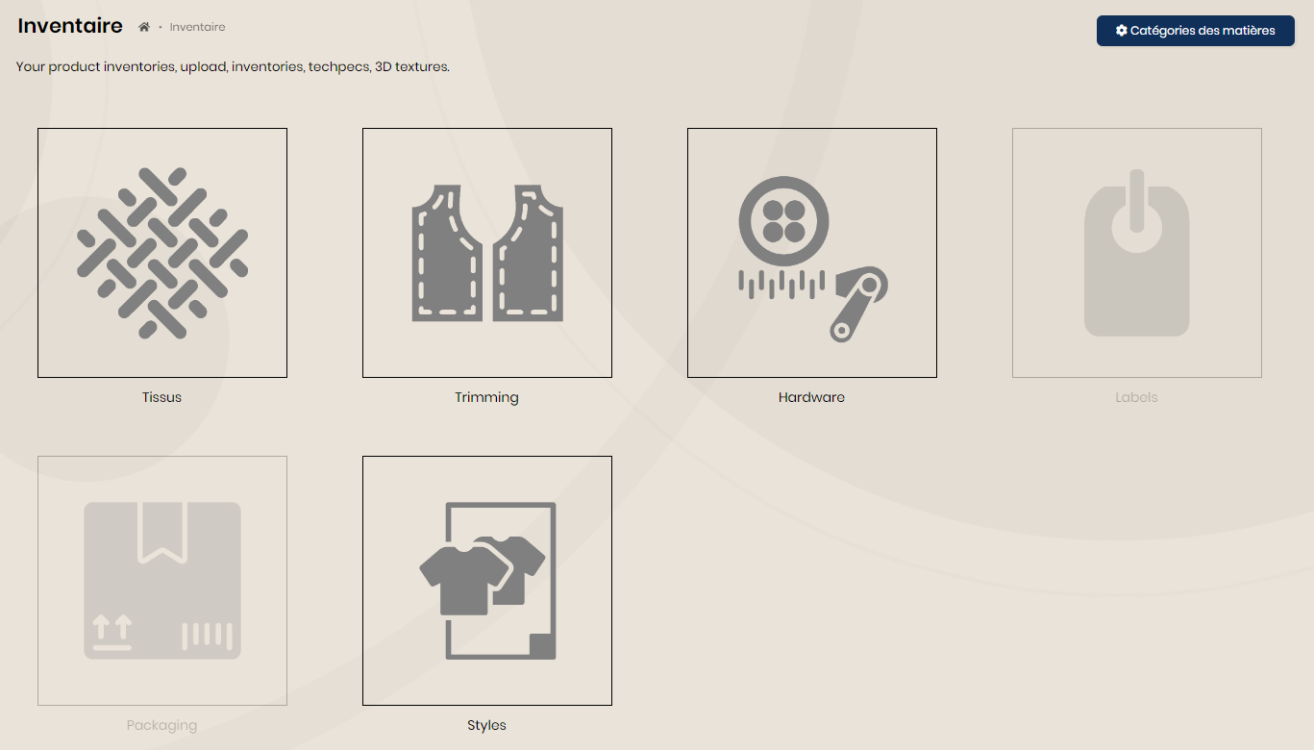 Inventaire
Inventaire
Catégories des matières
Your product inventories, upload, inventories, techpecs, 3D textures.
Tissus
Trimming
Hardware
Labels
Packaging
Styles